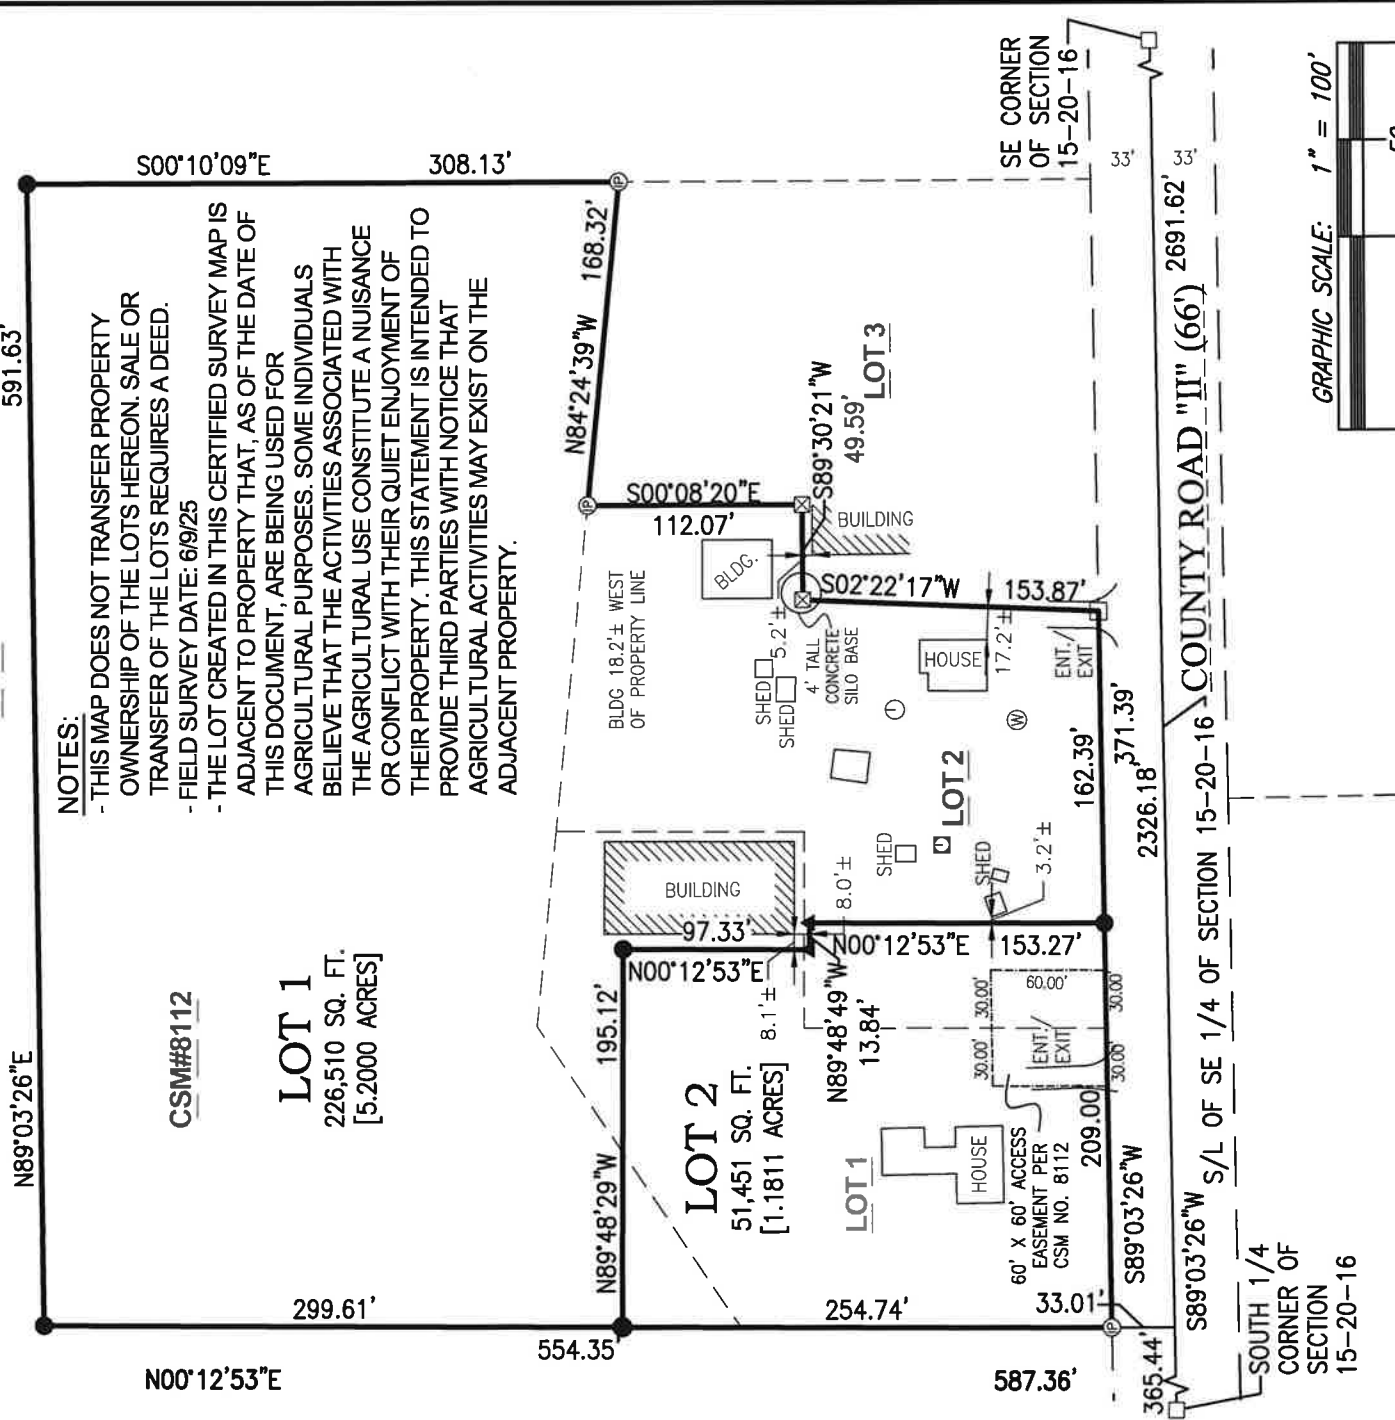 591.63'
N89°03'26"E
S00°10'09"E
308.13'
NOTES:
- THIS MAP DOES NOT TRANSFER PROPERTY
OWNERSHIP OF THE LOTS HEREON. SALE OR
TRANSFER OF THE LOTS REQUIRES A DEED.
- FIELD SURVEY DATE: 6/9/25
- THE LOT CREATED IN THIS CERTIFIED SURVEY MAP IS
ADJACENT TO PROPERTY THAT, AS OF THE DATE OF
THIS DOCUMENT, ARE BEING USED FOR
AGRICULTURAL PURPOSES. SOME INDIVIDUALS
BELIEVE THAT THE ACTIVITIES ASSOCIATED WITH
THE AGRICULTURAL USE CONSTITUTE A NUISANCE
OR CONFLICT WITH THEIR QUIET ENJOYMENT OF
THEIR PROPERTY. THIS STATEMENT IS INTENDED TO
PROVIDE THIRD PARTIES WITH NOTICE THAT
AGRICULTURAL ACTIVITIES MAY EXIST ON THE
ADJACENT PROPERTY.
CSM#8112
LOT 1
226,510 SQ. FT.
[5.2000 ACRES]
N84°24'39"W
168.32'
IP
IP
S00°08'20"E
112.07'
S89°30'21"W
49.59'
LOT 3
BUILDING
BLDG.
BLDG 18.2'± WEST
OF PROPERTY LINE
S02°22'17"W
153.87'
5.2'±
4' TALL
CONCRETE
SILO BASE
SHED
SHED
HOUSE
17.2'±
ENT./
EXIT
W
LOT 2
SHED
SHED
3.2'±
8.0'±
BUILDING
97.33'
N00°12'53"E
N00°12'53"E
153.27'
8.1'±
N89°48'49"W
13.84'
195.12'
N89°48'29"W
LOT 2
51,451 SQ. FT.
[1.1811 ACRES]
LOT 1
HOUSE
60' X 60' ACCESS
EASEMENT PER
CSM NO. 8112
30.00'
30.00'
60.00'
30.00'
30.00'
ENT./
EXIT
162.39'
371.39'
209.00'
S89°03'26"W
299.61'
254.74'
554.35'
N00°12'53"E
587.36'
33.01'
IP
365.44'
2326.18'
S89°03'26"W
S/L OF SE 1/4 OF SECTION 15-20-16
COUNTY ROAD "II" (66')
2691.62'
33'
33'
SE CORNER
OF SECTION
15-20-16
SOUTH 1/4
CORNER OF
SECTION
15-20-16
GRAPHIC SCALE: 1" = 100'